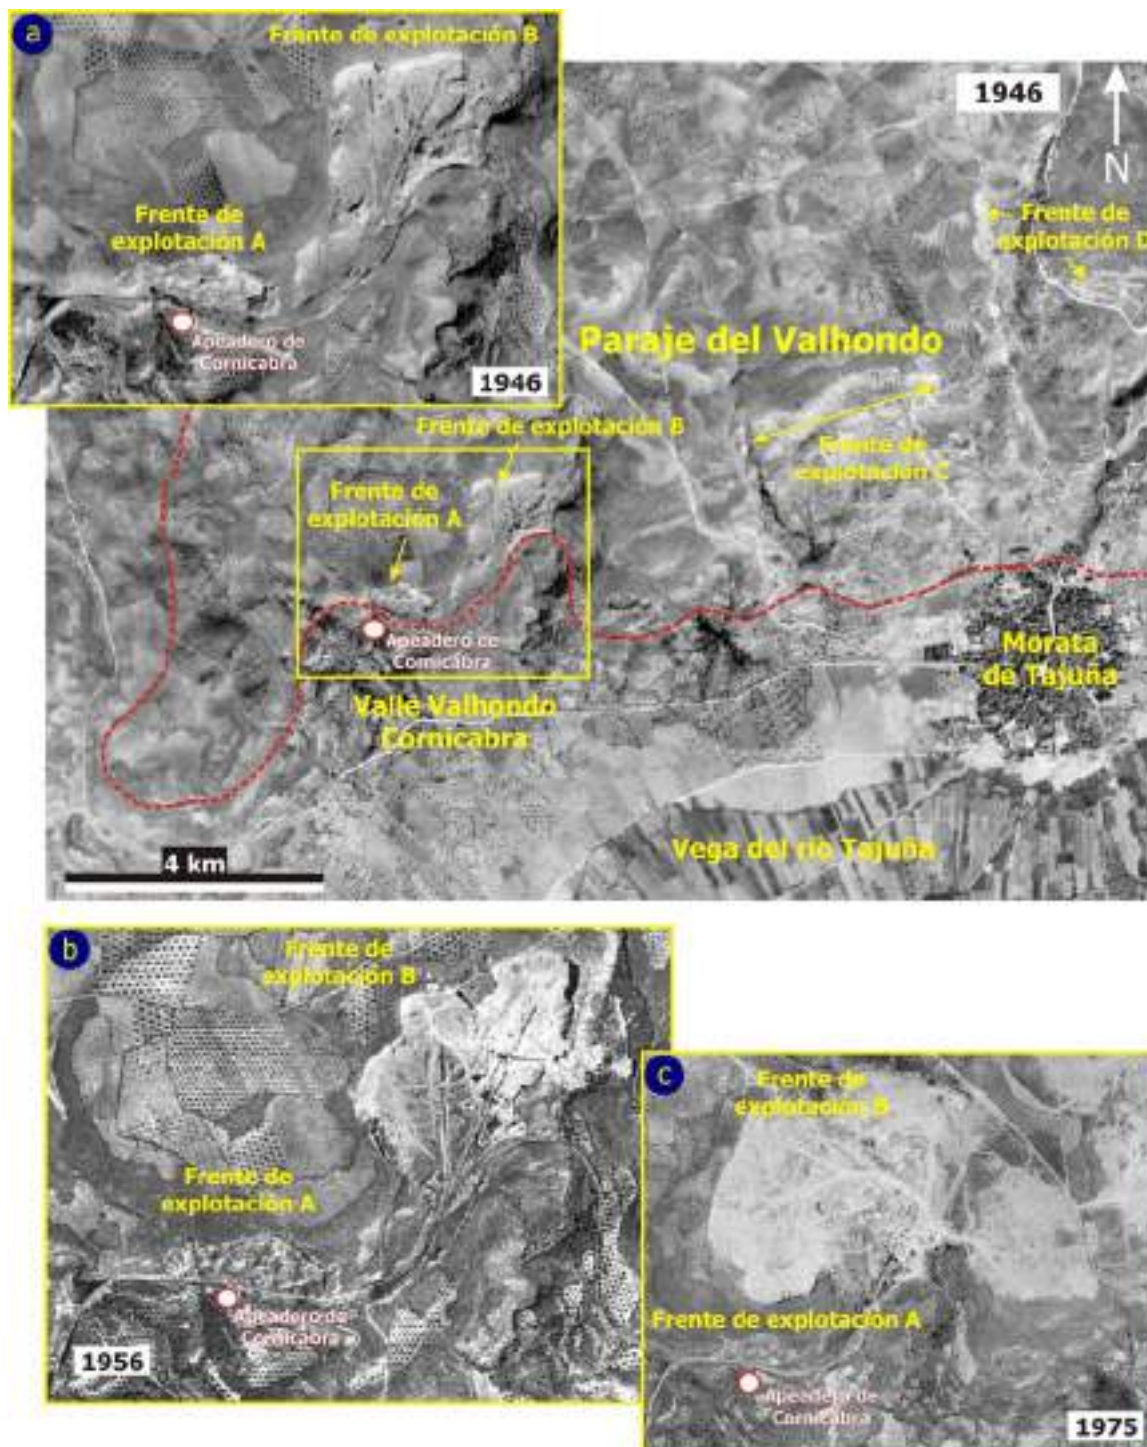 a
Frente de explotación B
Frente de
explotación A
Apeadero de
Cornicabra
1946
1946
N
Frente de
explotación D
Paraje del Valhondo
Frente de
explotación C
Frente de explotación B
Frente de
explotación A
Apeadero de
Cornicabra
Valle Valhondo
Cornicabra
Morata
de Tajuña
Vega del río Tajuña
4 km
b
Frente de
explotación B
Frente de
explotación A
Apeadero de
Cornicabra
1956
c
Frente de
explotación B
Frente de explotación A
Apeadero de
Cornicabra
1975